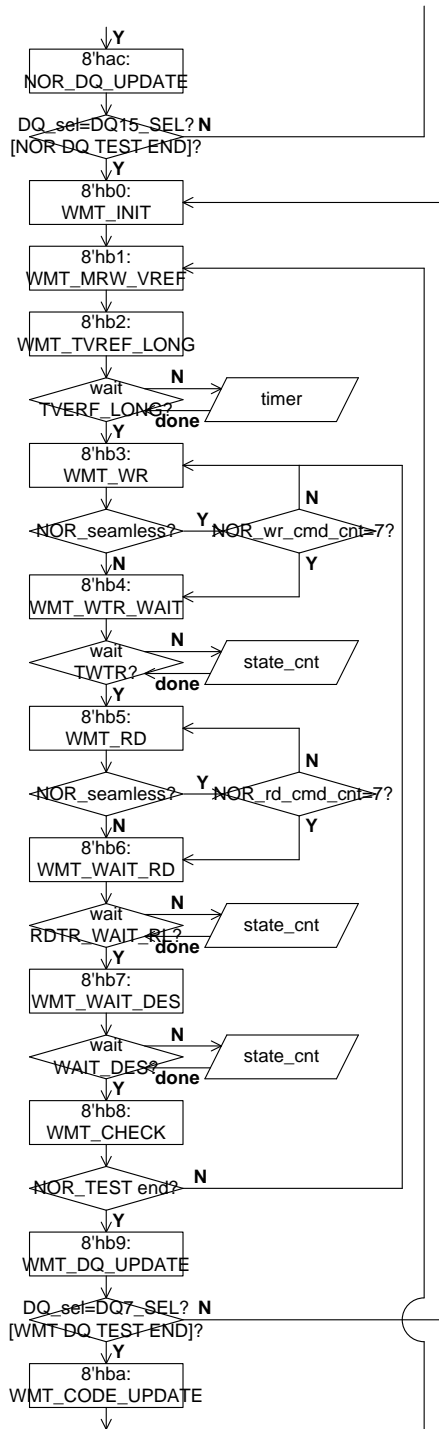 Y
8'hac:
NOR_DQ_UPDATE
DQ_sel=DQ15_SEL? N
[NOR DQ TEST END]?
Y
8'hb0:
WMT_INIT
8'hb1:
WMT_MRW_VREF
8'hb2:
WMT_TVREF_LONG
N
wait
TVERF_LONG?
timer
done
Y
8'hb3:
WMT_WR
N
NOR_seamless? Y NOR_wr_cmd_cnt=7?
N
Y
8'hb4:
WMT_WTR_WAIT
N
wait
TWTR?
state_cnt
done
Y
8'hb5:
WMT_RD
N
NOR_seamless? Y NOR_rd_cmd_cnt=7?
N
Y
8'hb6:
WMT_WAIT_RD
N
wait
RDTR_WAIT_RL?
state_cnt
done
Y
8'hb7:
WMT_WAIT_DES
N
wait
WAIT_DES?
state_cnt
done
Y
8'hb8:
WMT_CHECK
NOR_TEST end? N
Y
8'hb9:
WMT_DQ_UPDATE
DQ_sel=DQ7_SEL? N
[WMT DQ TEST END]?
Y
8'hba:
WMT_CODE_UPDATE